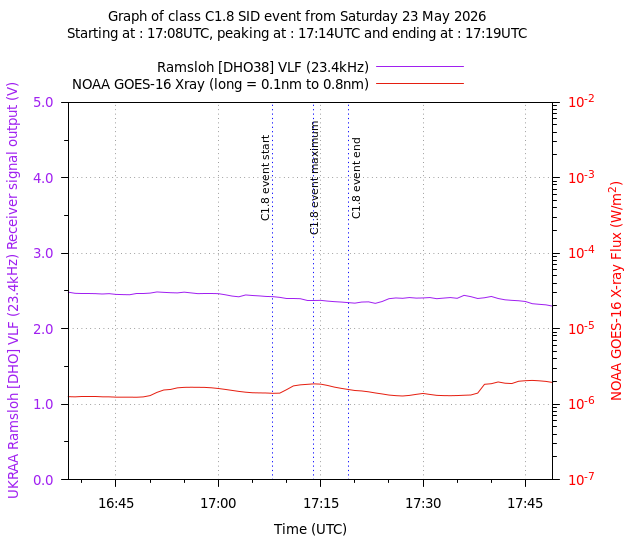 Graph of class C1.8 SID event from Saturday 23 May 2026
Starting at : 17:08UTC, peaking at : 17:14UTC and ending at : 17:19UTC
Ramsloh [DHO38] VLF (23.4kHz)
NOAA GOES-16 Xray (long = 0.1nm to 0.8nm)
UKRAA Ramsloh [DHO] VLF (23.4kHz) Receiver signal output (V)
5.0
4.0
3.0
2.0
1.0
0.0
C1.8 event start
C1.8 event maximum
C1.8 event end
10^-2
10^-3
10^-4
10^-5
10^-6
10^-7
NOAA GOES-16 X-ray Flux (W/m²)
16:45 17:00 17:15 17:30 17:45
Time (UTC)